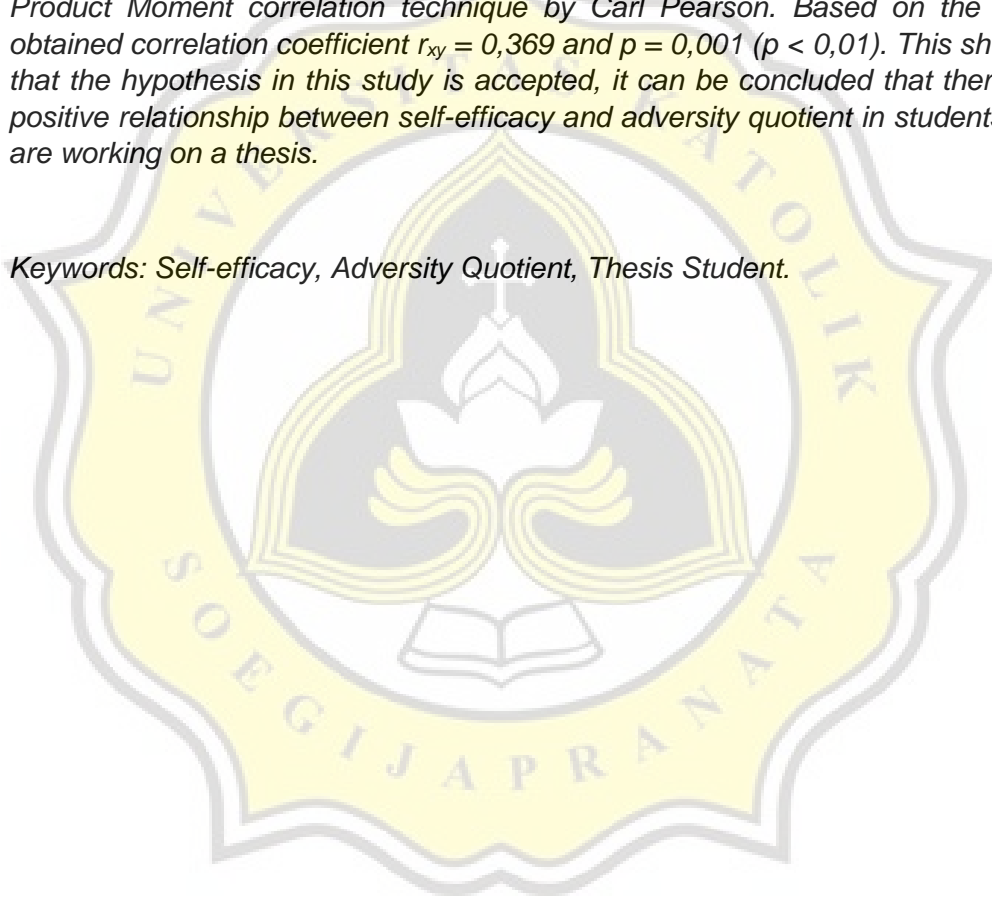 Product Moment correlation technique by Carl Pearson. Based on the
obtained correlation coefficient rxy = 0,369 and p = 0,001 (p < 0,01). This sh
that the hypothesis in this study is accepted, it can be concluded that ther
positive relationship between self-efficacy and adversity quotient in students
are working on a thesis.
Keywords: Self-efficacy, Adversity Quotient, Thesis Student.
UNIVERSITAS KATOLIK
SOEGIJAPRANATA